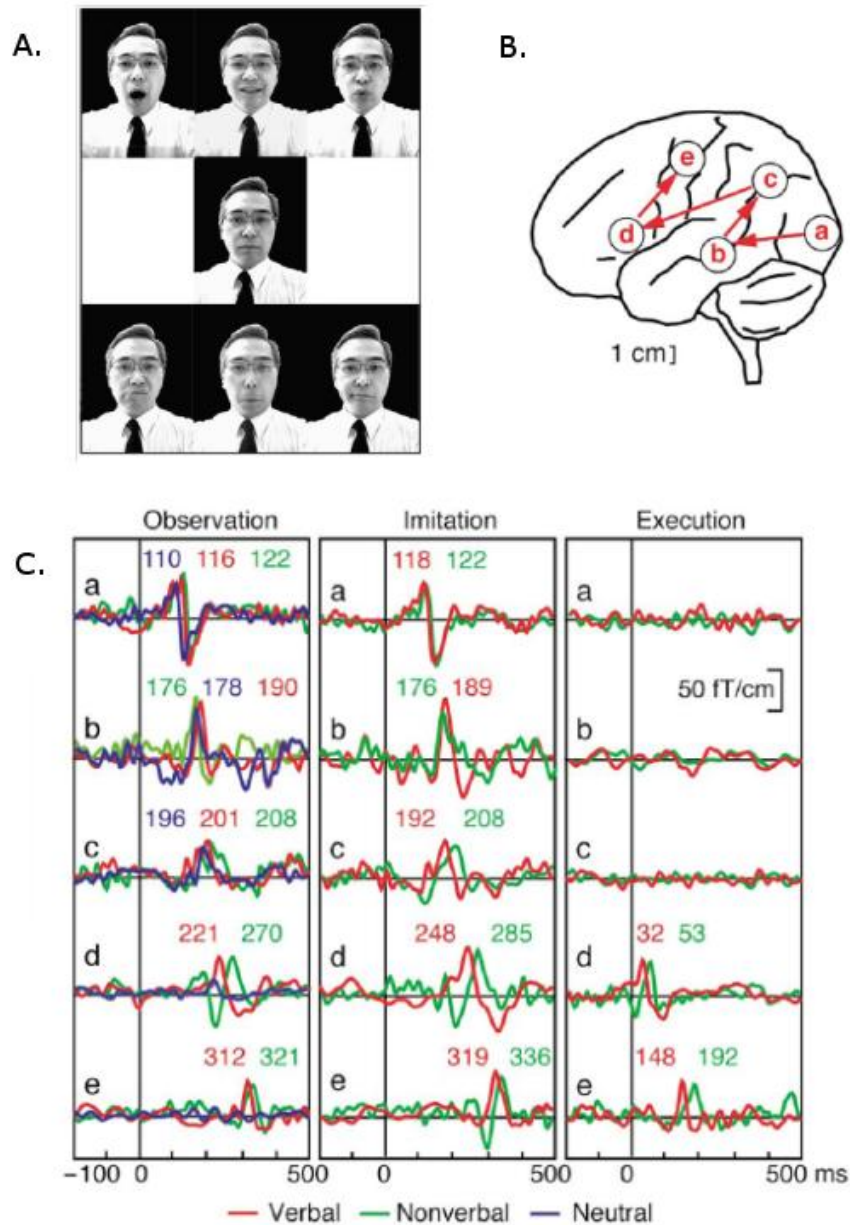 A.
B.
e
c
a
d
b
1 cm
C.
Observation
Imitation
Execution
a
110 116 122
a
118 122
a
b
176 178 190
b
176 189
b
50 fT/cm
c
196 201 208
c
192 208
c
d
221 270
d
248 285
d
32 53
e
312 321
e
319 336
e
148 192
−100 0 500 0 500 0 500 ms
Verbal Nonverbal Neutral